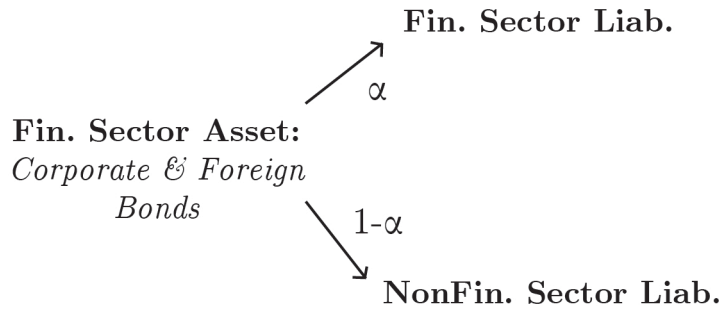 Fin. Sector Liab.
α
Fin. Sector Asset:
Corporate & Foreign
Bonds
1-α
NonFin. Sector Liab.